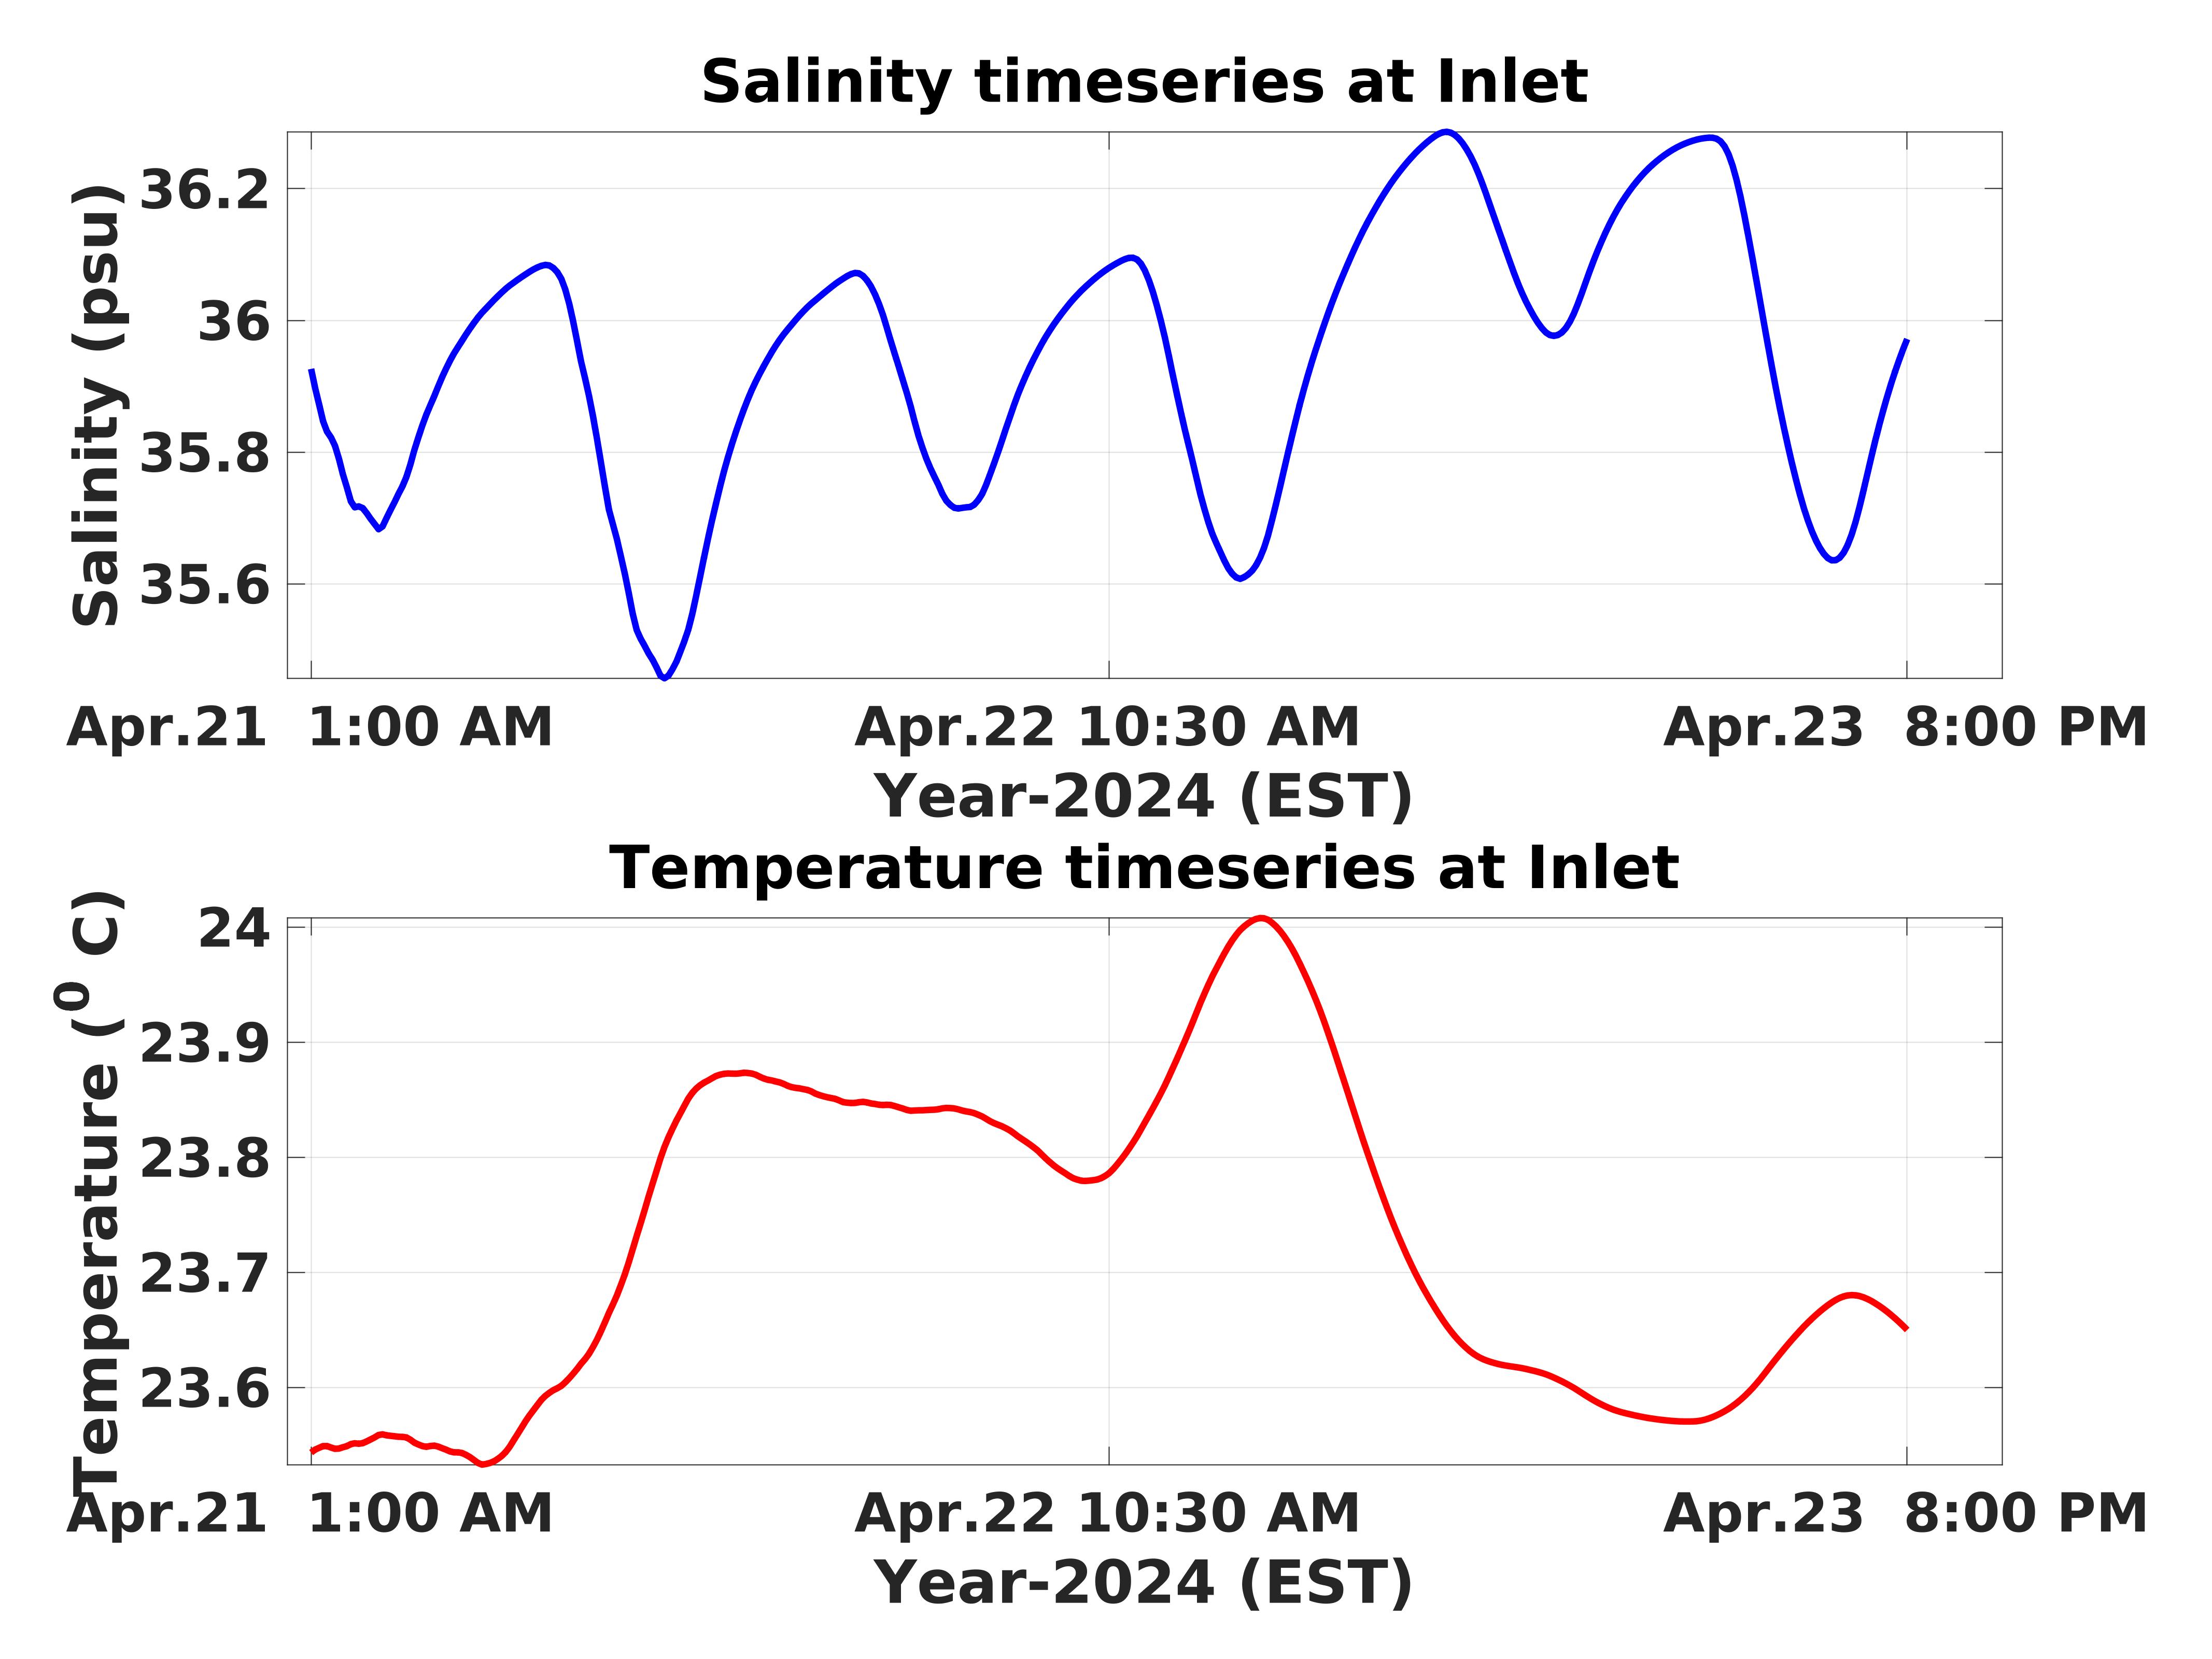 Salinity timeseries at Inlet
Salinity (psu)
36.2
36
35.8
35.6
Apr.21  1:00 AM
Apr.22 10:30 AM
Apr.23  8:00 PM
Year-2024 (EST)
Temperature timeseries at Inlet
Temperature (⁰ C)
24
23.9
23.8
23.7
23.6
Apr.21  1:00 AM
Apr.22 10:30 AM
Apr.23  8:00 PM
Year-2024 (EST)